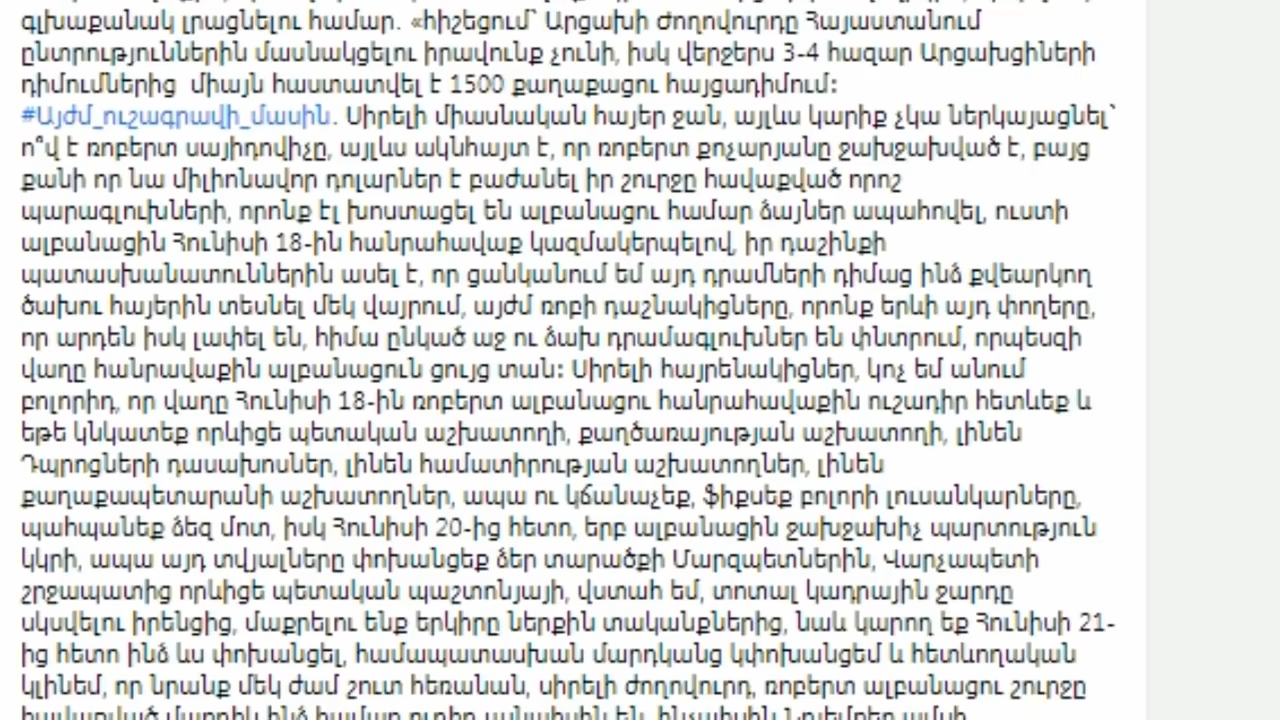 գլխաքանակ լրացնելու համար. «հիշեցում՝ Արցախի Ժողովուրդը Հայաստանում
ընտրություններին մասնակցելու իրավունք չունի, իսկ վերջերս 3-4 հազար Արցախցիների
դիմումներից միայն հաստատվել է 1500 քաղաքացու հայցադիմում:
#Այժմ_ուշագրավի_մասին. Սիրելի միասնական հայեր ջան, այլևս կարիք չկա ներկայացնել՝
ո՞վ է ռոբերտ սայիդովիչը, այլևս ակնհայտ է, որ ռոբերտ քոչարյանը ջախջախված է, բայց
քանի որ նա միլիոնավոր դոլարներ է բաժանել իր շուրջը հավաքված որոշ
պարագլուխների, որոնք էլ խոստացել են ալբանացու համար ձայներ ապահովել, ուստի
ալբանացին Հունիսի 18-ին հանրահավաք կազմակերպելով, իր դաշինքի
պատասխանատուններին ասել է, որ ցանկանում եմ այդ դրամների դիմաց ինձ քվեարկող
ծախու հայերին տեսնել մեկ վայրում, այժմ ռոբի դաշնակիցները, որոնք երևի այդ փողերը,
որ արդեն իսկ լափել են, հիմա ընկած աջ ու ձախ դրամագլուխներ են փնտրում, որպեսզի
վաղը հանրավաքին ալբանացուն ցույց տան: Սիրելի հայրենակիցներ, կոչ եմ անում
բոլորիդ, որ վաղը Հունիսի 18-ին ռոբերտ ալբանացու հանրահավաքին ուշադիր հետևեք և
եթե կնկատեք որևիցե պետական աշխատողի, քաղծառայության աշխատողի, լինեն
Դպրոցների դասախոսներ, լինեն համատիրության աշխատողներ, լինեն
քաղաքապետարանի աշխատողներ, ապա ու կճանաչեք, ֆիքսեք բոլորի լուսանկարները,
պահպանեք ձեզ մոտ, իսկ Հունիսի 20-ից հետո, երբ ալբանացին ջախջախիչ պարտություն
կկրի, ապա այդ տվյալները փոխանցեք ձեր տարածքի Մարզպետներին, Վարչապետի
շրջապատից որևիցե պետական պաշտոնյայի, վստահ եմ, տոտալ կադրային ջարդը
սկսվելու իրենցից, մաքրելու ենք երկիրը ներքին տականքներից, նաև կարող եք Հունիսի 21-
ից հետո ինձ ևս փոխանցել, համապատասխան մարդկանց կփոխանցեմ և հետևողական
կլինեմ, որ նրանք մեկ ժամ շուտ հեռանան, սիրելի ժողովուրդ, ռոբերտ ալբանացու շուրջը